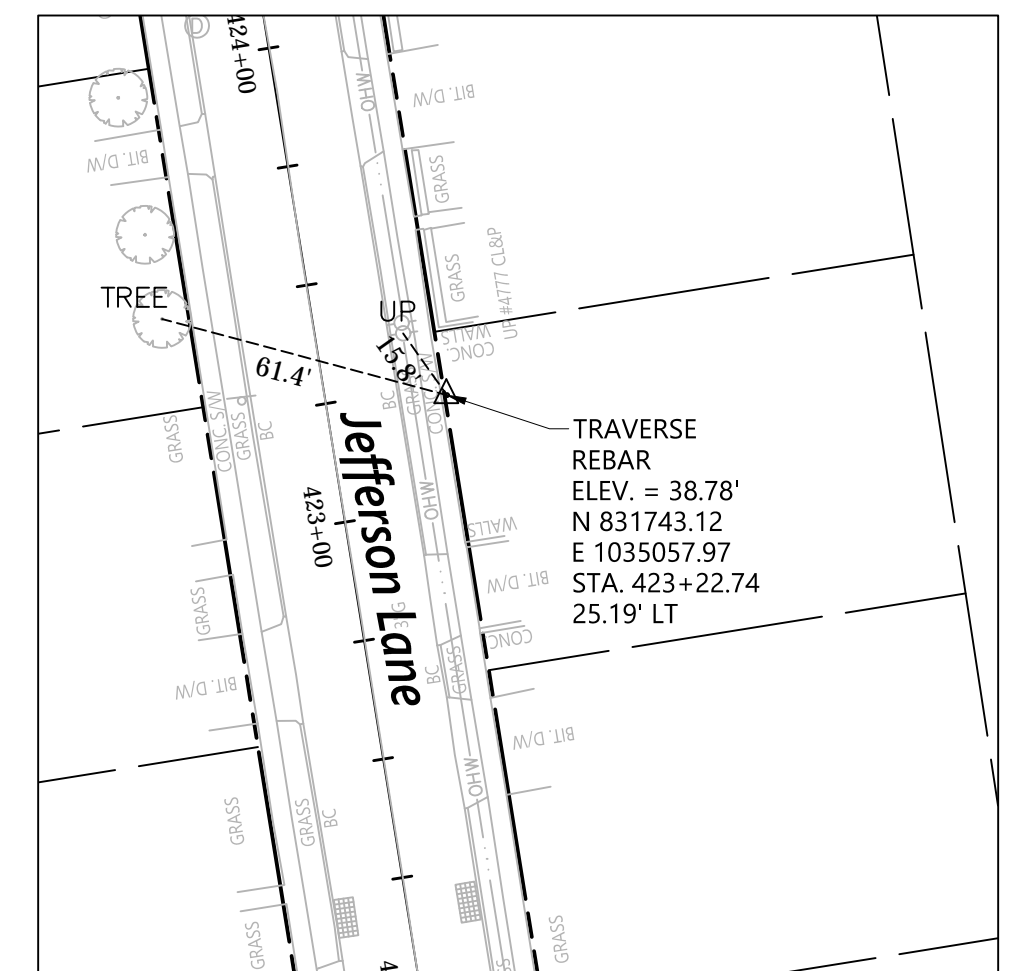 424+00
OHW
BIT. D/W
BIT. D/W
GRASS
GRASS
UP #4777 CL&P
TREE
UP
WALLS
CONC.
15.8'
61.4'
BC
CONC. S/W
CONC. S/W
GRASS
BC
GRASS
Jefferson Lane
TRAVERSE
REBAR
ELEV. = 38.78'
N 831743.12
E 1035057.97
STA. 423+22.74
25.19' LT
423+00
OHW
WALLS
BIT. D/W
GRASS
CONC
BC
GRASS
BIT. D/W
BIT. D/W
OHW
GRASS
GRASS
BC
GRASS
GRASS